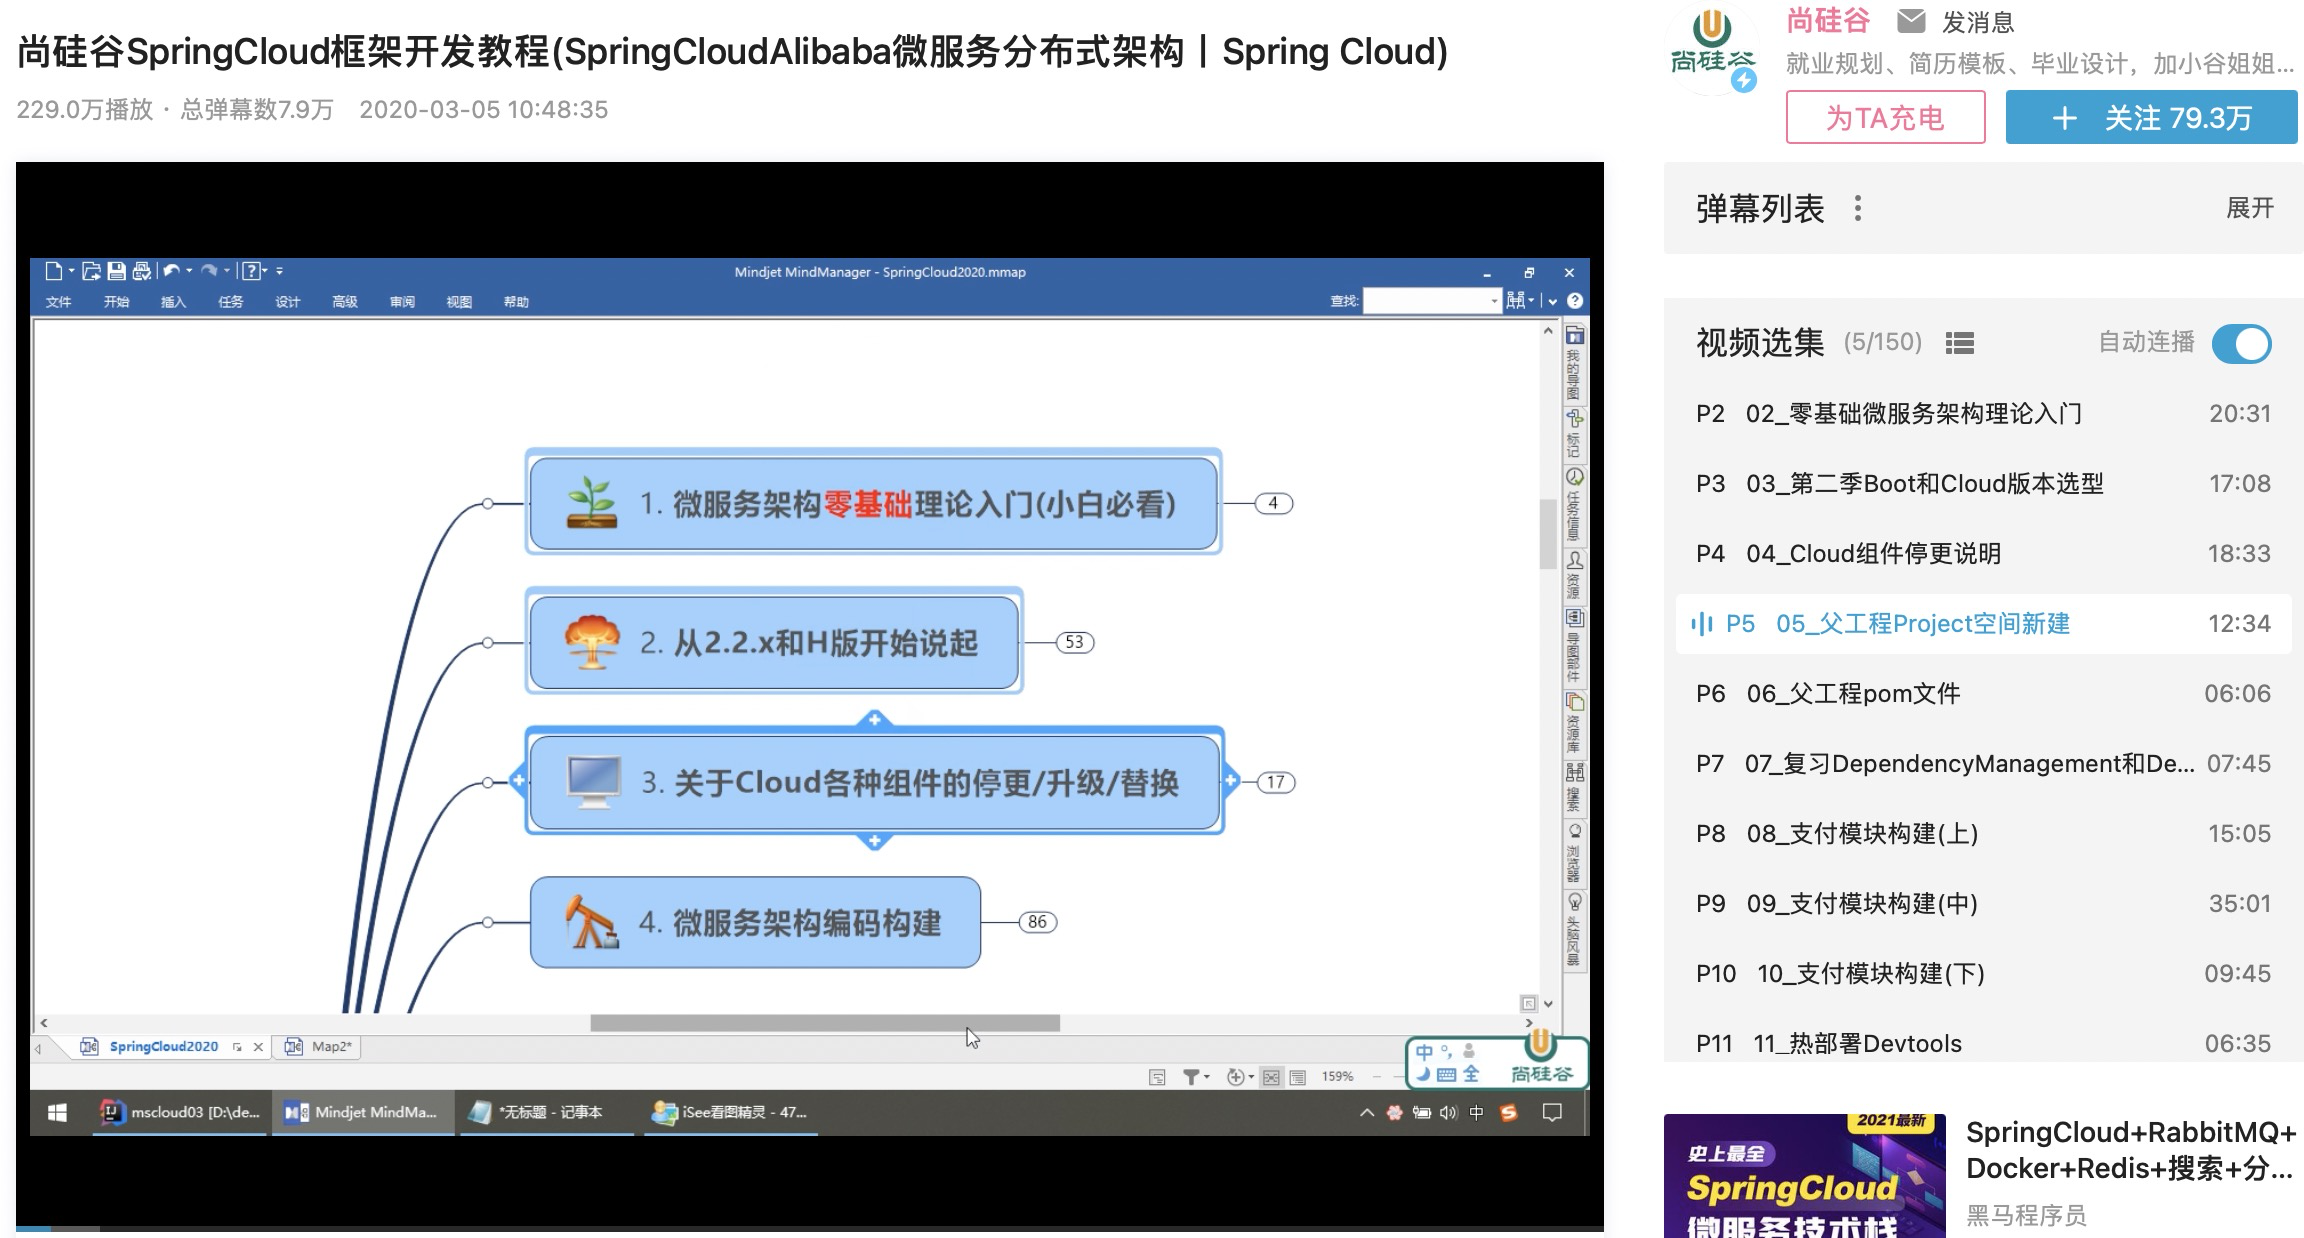 尚硅谷SpringCloud框架开发教程(SpringCloudAlibaba微服务分布式架构丨Spring Cloud)
229.0万播放 · 总弹幕数7.9万 2020-03-05 10:48:35
尚硅谷
尚硅谷 发消息
就业规划、简历模板、毕业设计，加小谷姐姐...
为TA充电
+ 关注 79.3万
弹幕列表
展开
视频选集 (5/150)
自动连播
P2 02_零基础微服务架构理论入门 20:31
P3 03_第二季Boot和Cloud版本选型 17:08
P4 04_Cloud组件停更说明 18:33
P5 05_父工程Project空间新建 12:34
P6 06_父工程pom文件 06:06
P7 07_复习DependencyManagement和De... 07:45
P8 08_支付模块构建(上) 15:05
P9 09_支付模块构建(中) 35:01
P10 10_支付模块构建(下) 09:45
P11 11_热部署Devtools 06:35
2021最新
史上最全
SpringCloud
微服务技术栈
SpringCloud+RabbitMQ+
Docker+Redis+搜索+分...
黑马程序员
Mindjet MindManager - SpringCloud2020.mmap
文件 开始 插入 任务 设计 高级 审阅 视图 帮助
查找:
1. 微服务架构零基础理论入门(小白必看)
4
2. 从2.2.x和H版开始说起
53
3. 关于Cloud各种组件的停更/升级/替换
17
4. 微服务架构编码构建
86
我的导图
标记
任务信息
资源
导图部件
资源库
搜索
浏览器
头脑风暴
SpringCloud2020
Map2*
159%
中 °,
全
尚硅谷
mscloud03 [D:\de...
Mindjet MindMa...
*无标题 - 记事本
iSee看图精灵 - 47...
中